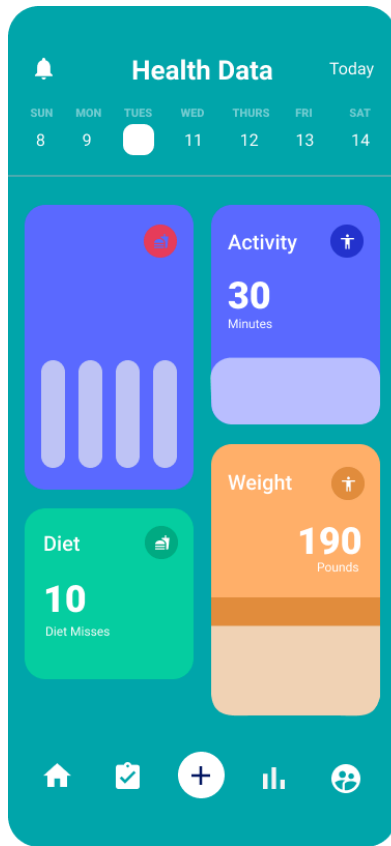 Health Data
Today
SUN MON TUES WED THURS FRI SAT
8 9 11 12 13 14
Activity
30
Minutes
Weight
190
Pounds
Diet
10
Diet Misses